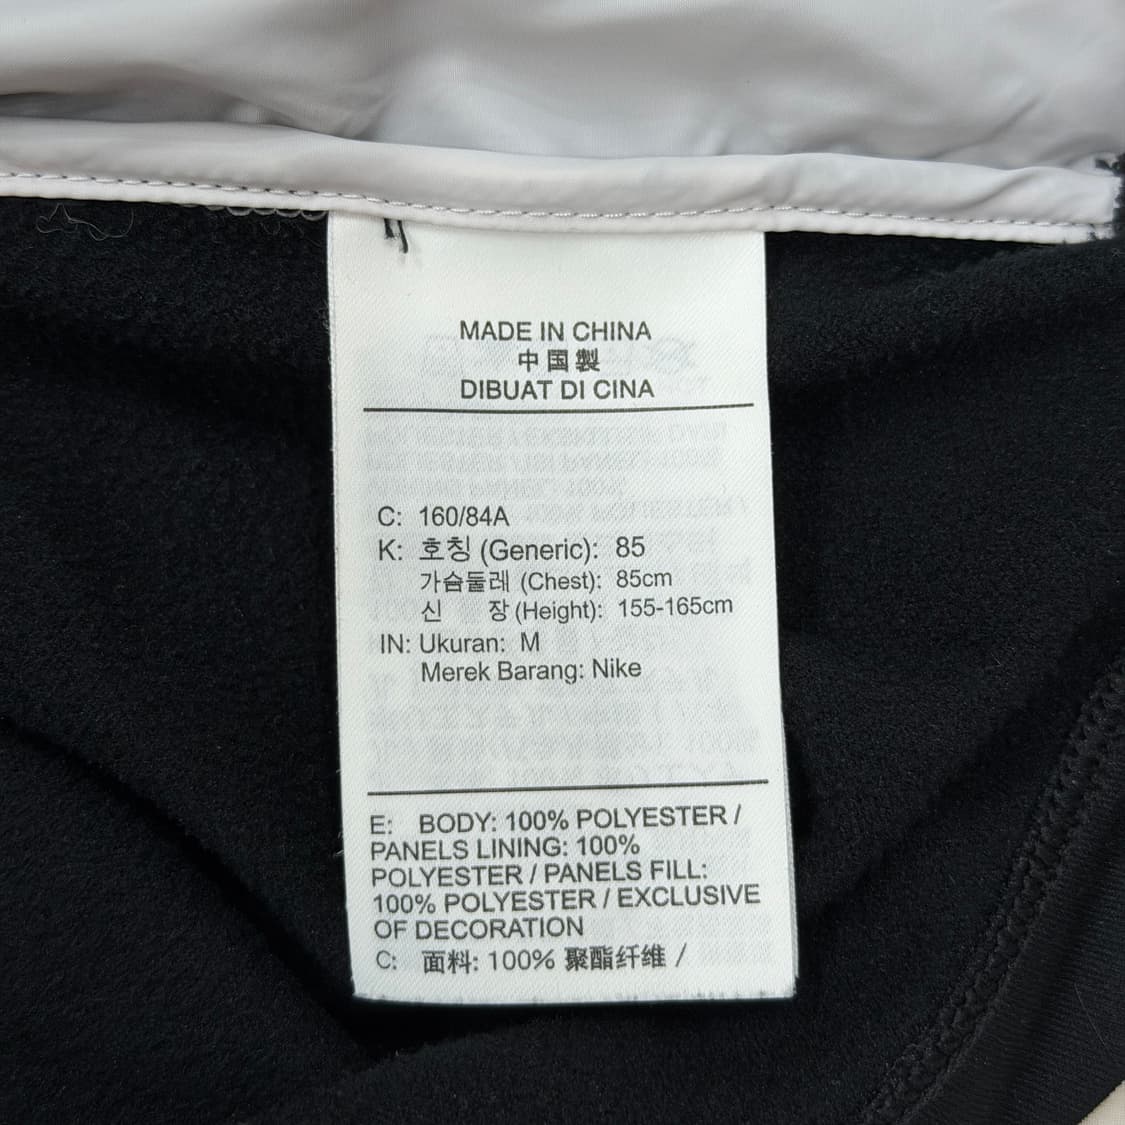 MADE IN CHINA
中国製
DIBUAT DI CINA
C: 160/84A
K: 호칭 (Generic): 85
가슴둘레 (Chest): 85cm
신 장 (Height): 155-165cm
IN: Ukuran: M
Merek Barang: Nike
E: BODY: 100% POLYESTER /
PANELS LINING: 100%
POLYESTER / PANELS FILL:
100% POLYESTER / EXCLUSIVE
OF DECORATION
C: 面料: 100% 聚酯纤维 /